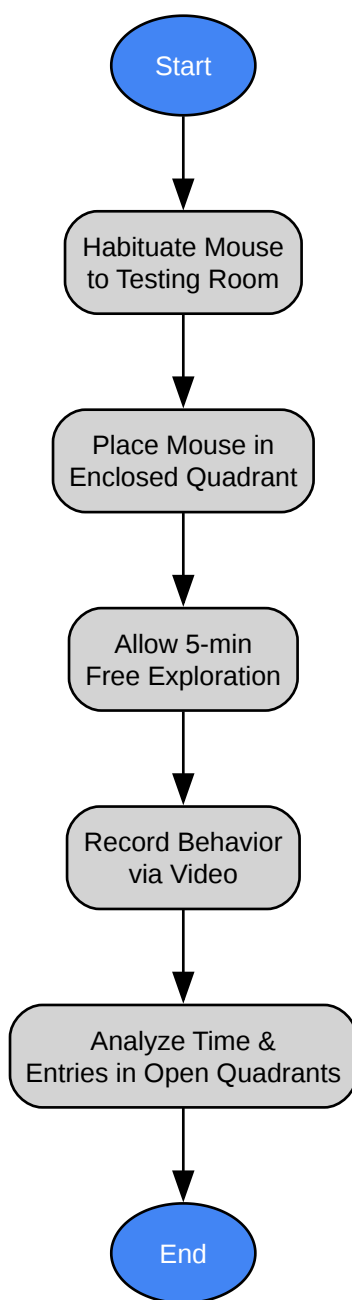 Start
Habituate Mouse
to Testing Room
Place Mouse in
Enclosed Quadrant
Allow 5-min
Free Exploration
Record Behavior
via Video
Analyze Time &
Entries in Open Quadrants
End